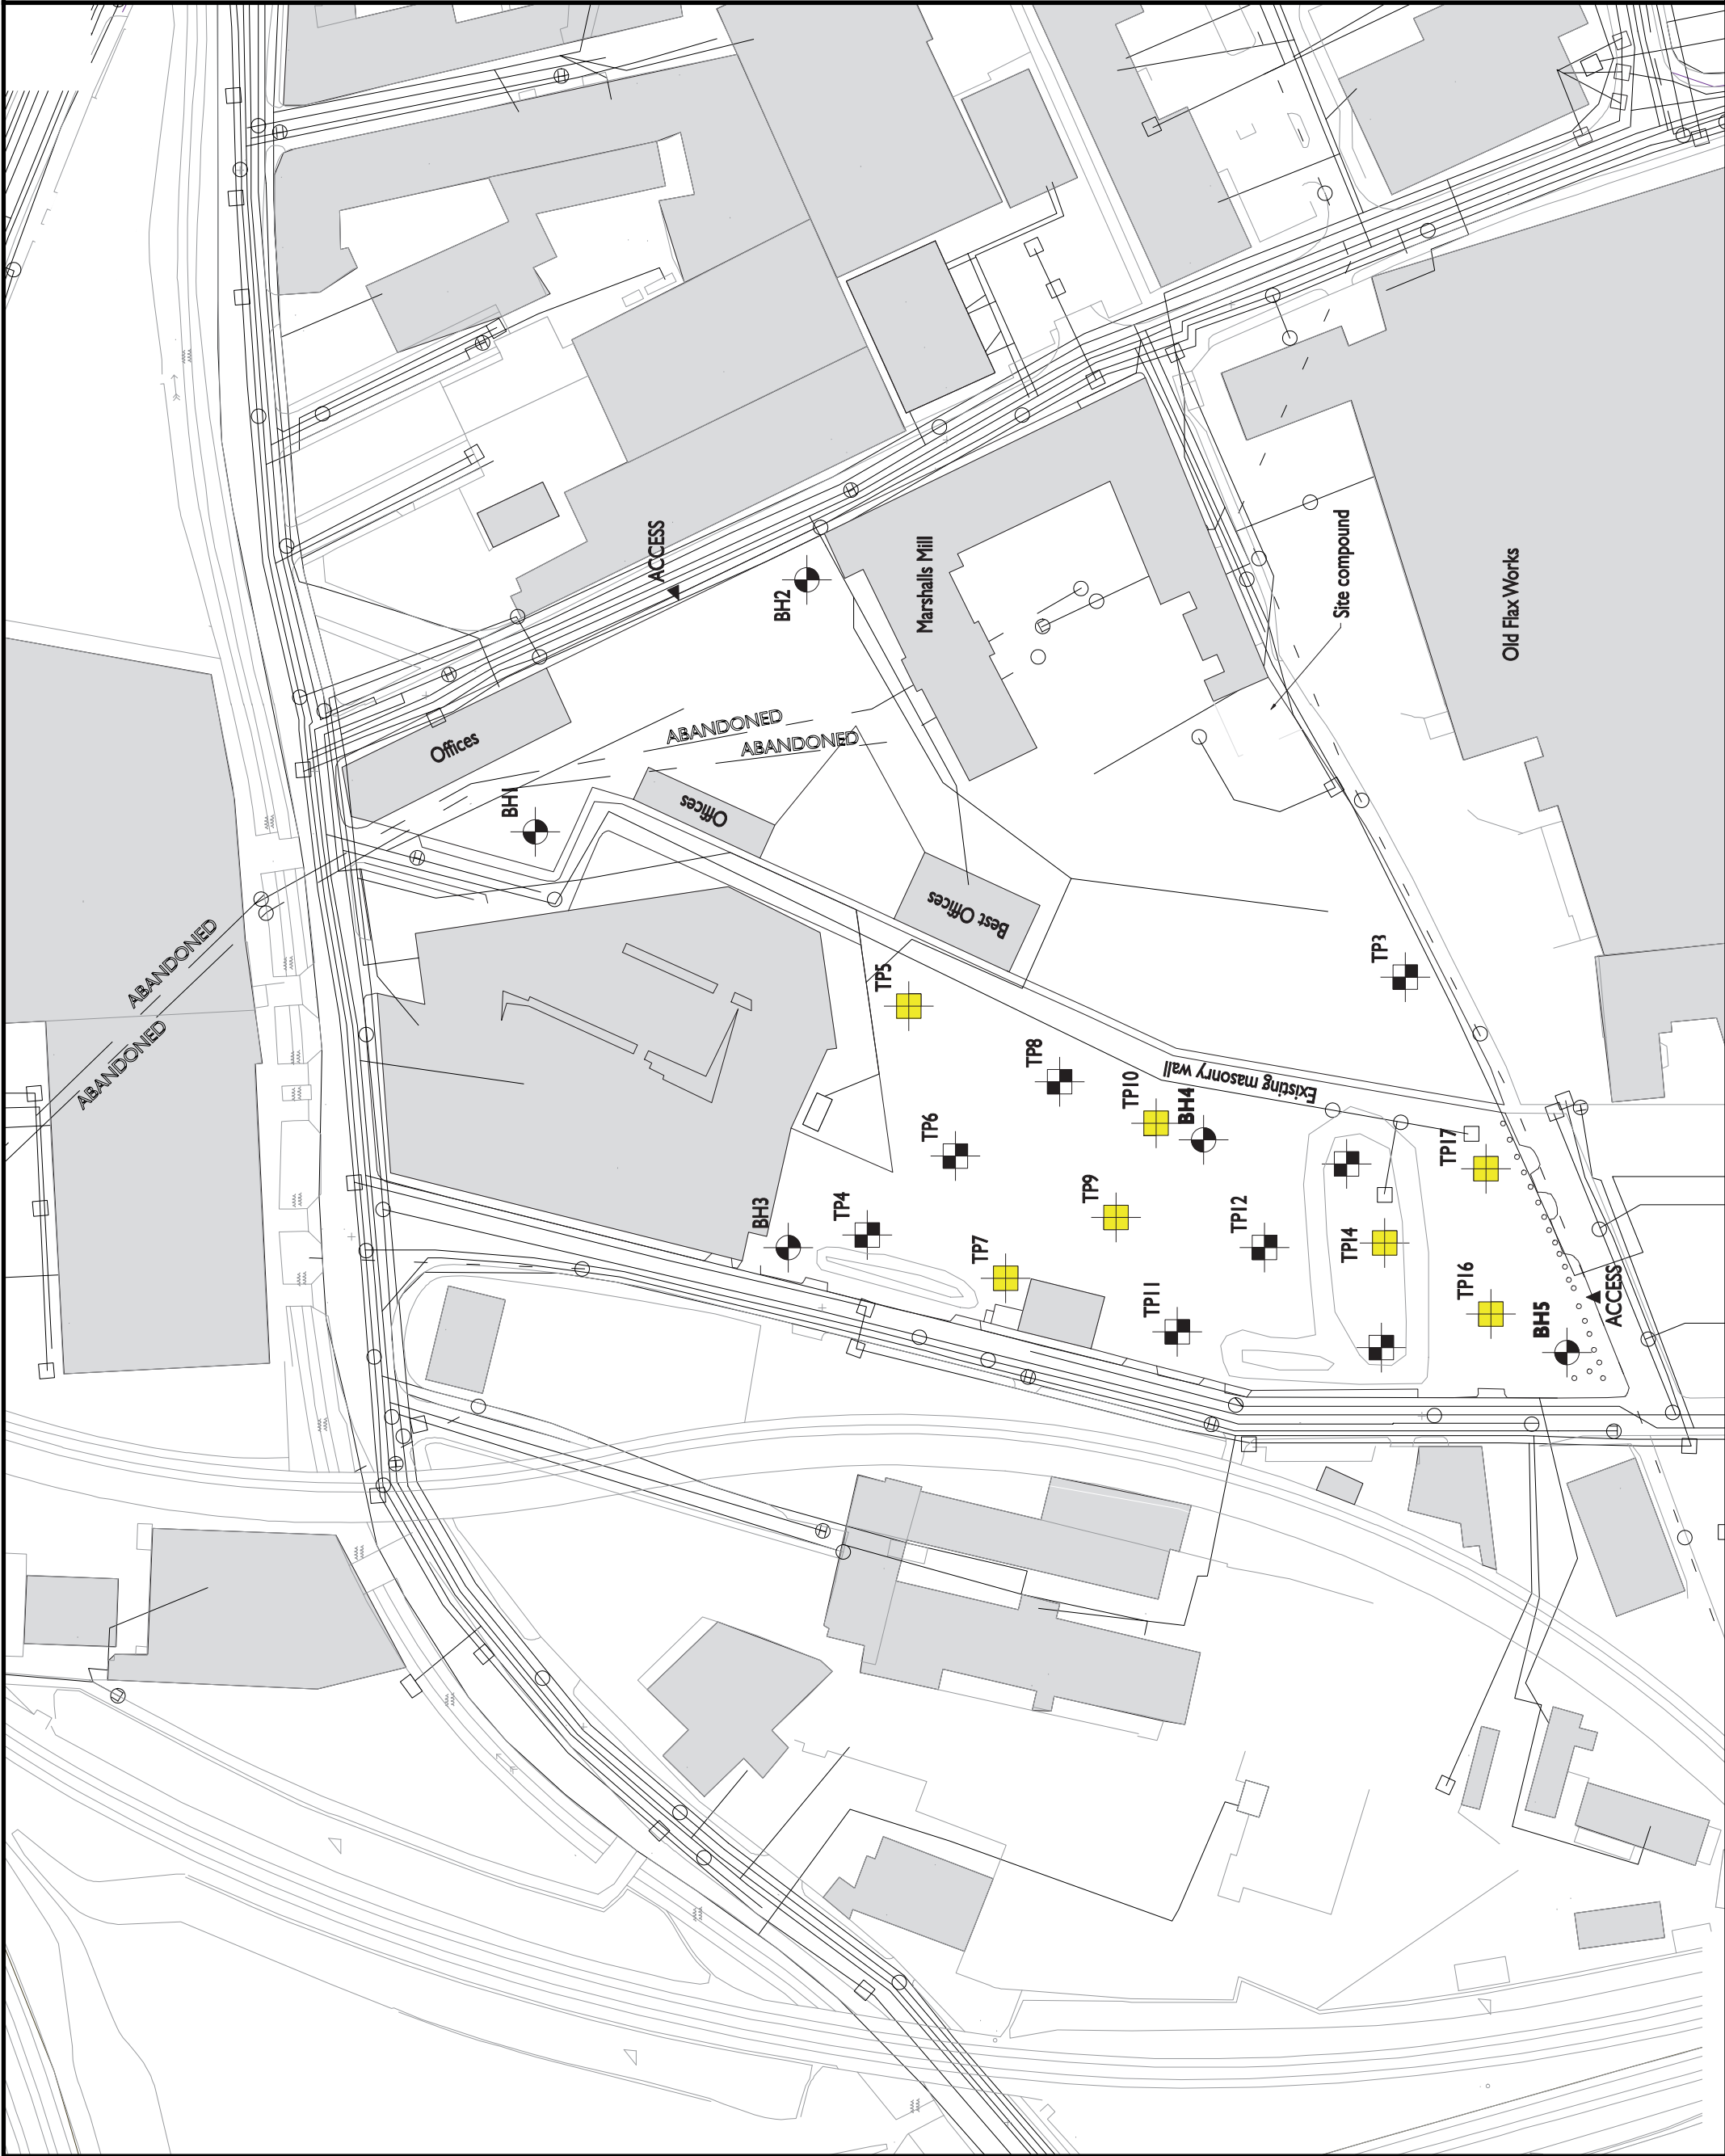 ACCESS
BH2
Marshalls Mill
Site compound
Old Flax Works
Offices
ABANDONED
ABANDONED
BH1
Offices
Best Offices
ABANDONED
ABANDONED
TP5
TP3
TP8
TP10
BH4
Existing masonry wall
TP6
TP17
BH3
TP4
TP9
TP7
TP12
TP14
TP11
TP16
BH5
ACCESS